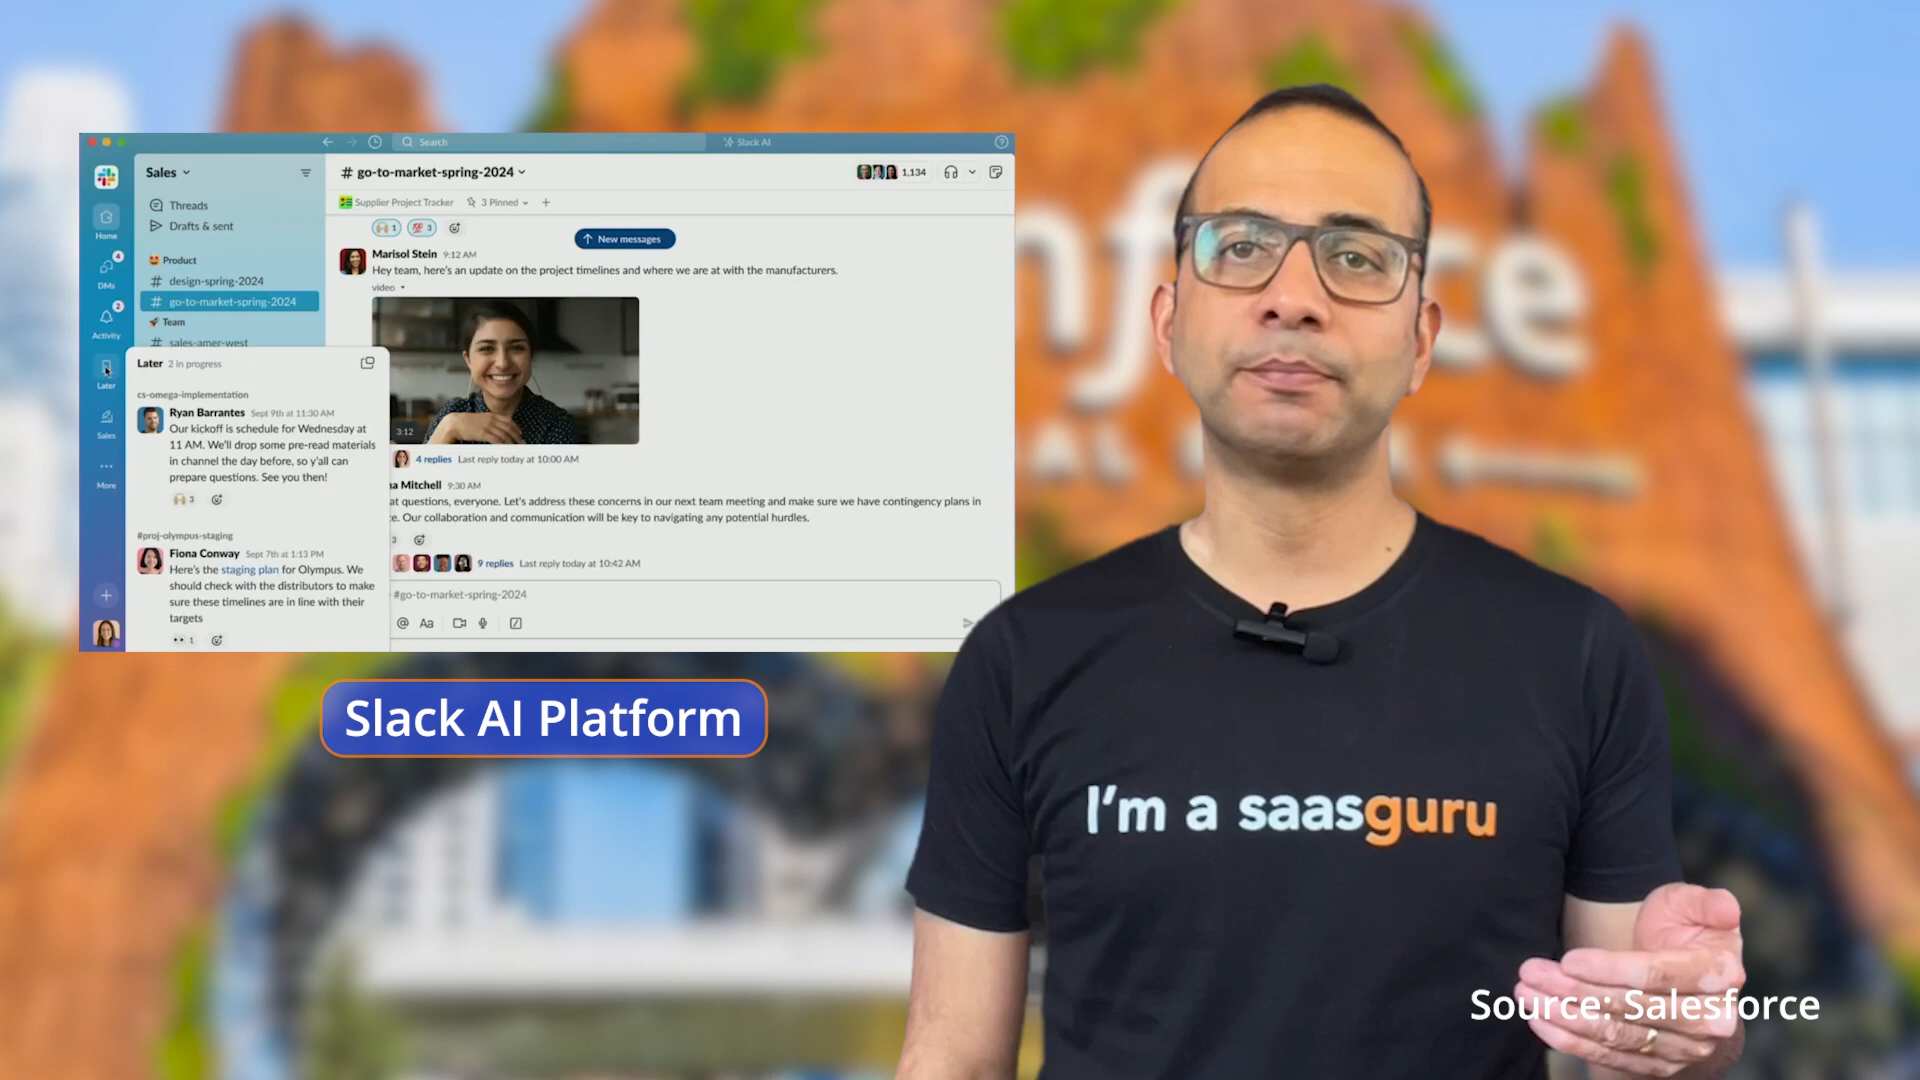 Search
Slack AI
Sales
# go-to-market-spring-2024
1,134
Threads
Drafts & sent
Supplier Project Tracker
3 Pinned
+
Home
1
3
New messages
4
DMs
2
Activity
Later
Sales
More
Product
# design-spring-2024
# go-to-market-spring-2024
Team
# sales-amer-west
Marisol Stein 9:12 AM
Hey team, here's an update on the project timelines and where we are at with the manufacturers.
video
3:12
4 replies Last reply today at 10:00 AM
Mitchell 9:30 AM
at questions, everyone. Let's address these concerns in our next team meeting and make sure we have contingency plans in
Our collaboration and communication will be key to navigating any potential hurdles.
3
9 replies Last reply today at 10:42 AM
#go-to-market-spring-2024
@ Aa
Later 2 in progress
cs-omega-implementation
Ryan Barrantes Sept 9th at 11:30 AM
Our kickoff is schedule for Wednesday at
11 AM. We'll drop some pre-read materials
in channel the day before, so y'all can
prepare questions. See you then!
3
#proj-olympus-staging
Fiona Conway Sept 7th at 1:13 PM
Here's the staging plan for Olympus. We
should check with the distributors to make
sure these timelines are in line with their
targets
1
Slack AI Platform
I'm a saasguru
Source: Salesforce